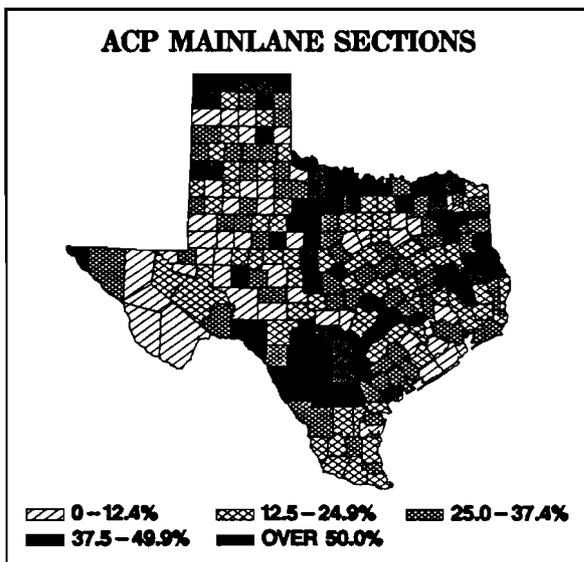 ACP MAINLANE SECTIONS
0-12.4% 12.5-24.9% 25.0-37.4%
37.5-49.9% OVER 50.0%